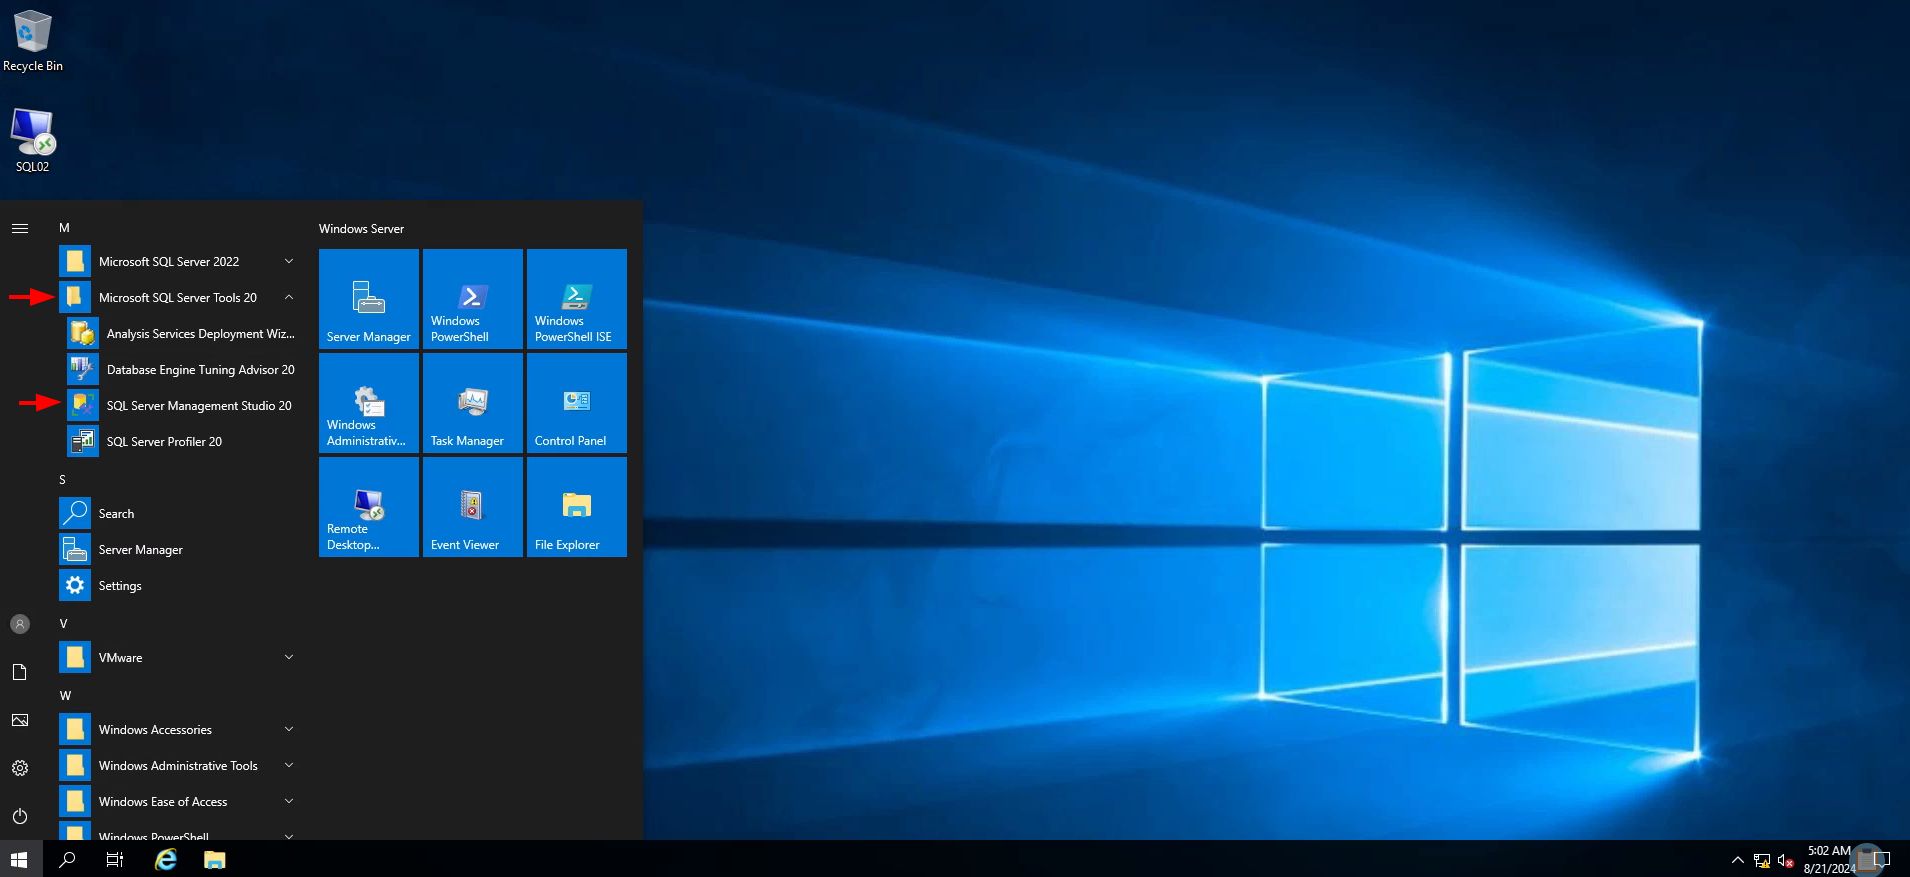 Recycle Bin
SQL02
M
Microsoft SQL Server 2022
Microsoft SQL Server Tools 20
Analysis Services Deployment Wiz...
Database Engine Tuning Advisor 20
SQL Server Management Studio 20
SQL Server Profiler 20
S
Search
Server Manager
Settings
V
VMware
W
Windows Accessories
Windows Administrative Tools
Windows Ease of Access
Windows PowerShell
Windows Server
Server Manager
Windows
PowerShell
Windows
PowerShell ISE
Windows
Administrativ...
Task Manager
Control Panel
Remote
Desktop...
Event Viewer
File Explorer
5:02 AM
8/21/2024